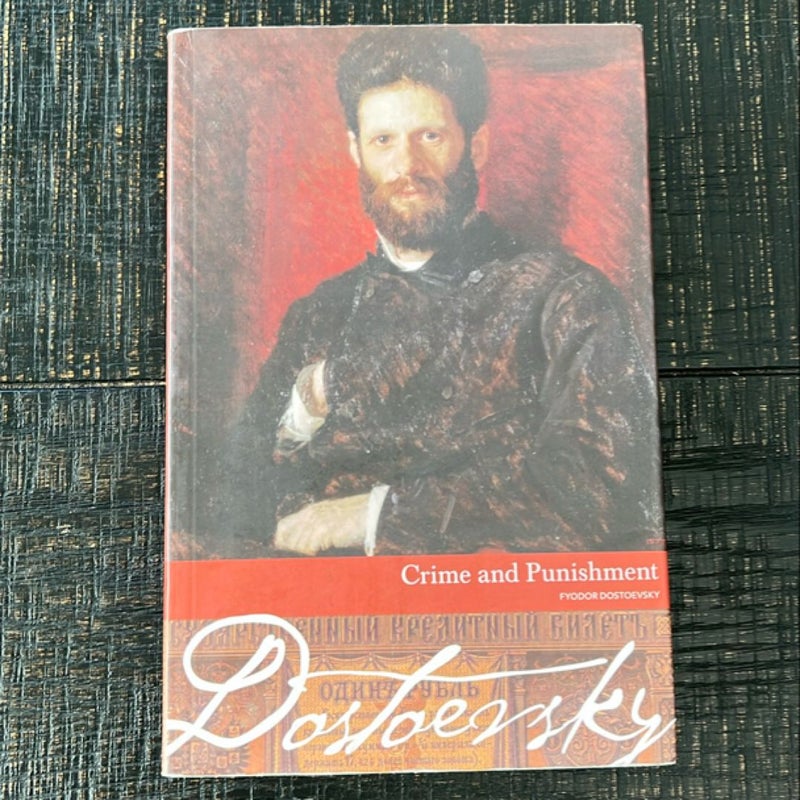 Crime and Punishment
FYODOR DOSTOEVSKY
КРЕДИТНЫЙ БИЛЕТЪ
Dostoevsky
ОДИНЪ РУБЛЬ